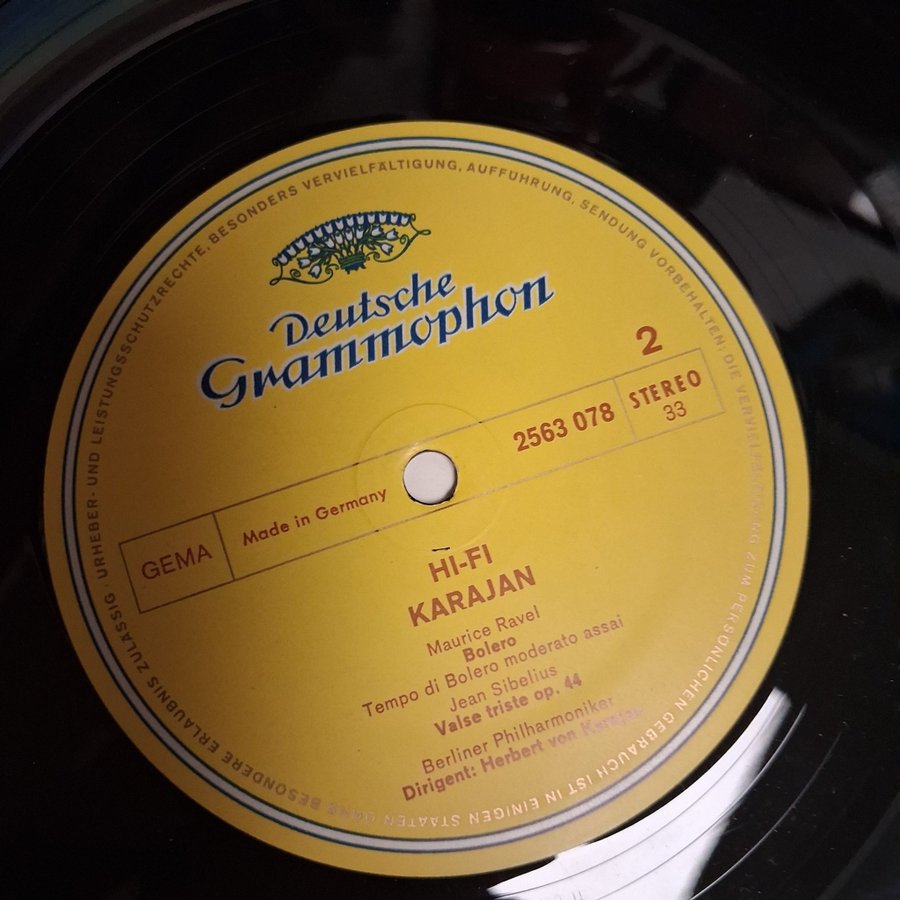 Deutsche
Grammophon
2
GEMA
Made in Germany
2563 078
STEREO
33
HI-FI
KARAJAN
Maurice Ravel
Bolero
Tempo di Bolero moderato assai
Jean Sibelius
Valse triste op. 44
Berliner Philharmoniker
Dirigent: Herbert von Karajan
URHEBER- UND LEISTUNGSSCHUTZRECHTE, BESONDERS VERVIELFÄLTIGUNG, AUFFÜHRUNG, SENDUNG VORBEHALTEN; DIE VERVIELFÄLTIGUNG ZUM PERSÖNLICHEN GEBRAUCH IST IN EINIGEN STAATEN OHNE BESONDERE ERLAUBNIS ZULÄSSIG ·